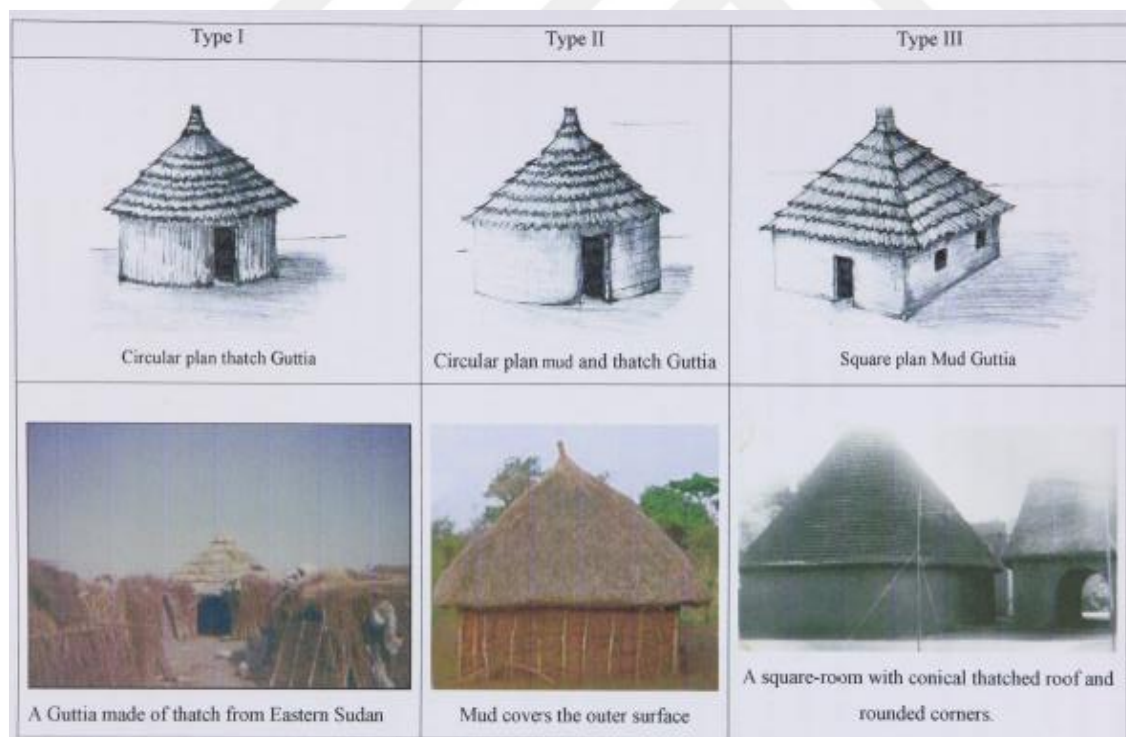 Type I
Type II
Type III
Circular plan thatch Guttia
Circular plan mud and thatch Guttia
Square plan Mud Guttia
A Guttia made of thatch from Eastern Sudan
Mud covers the outer surface
A square-room with conical thatched roof and
rounded corners.